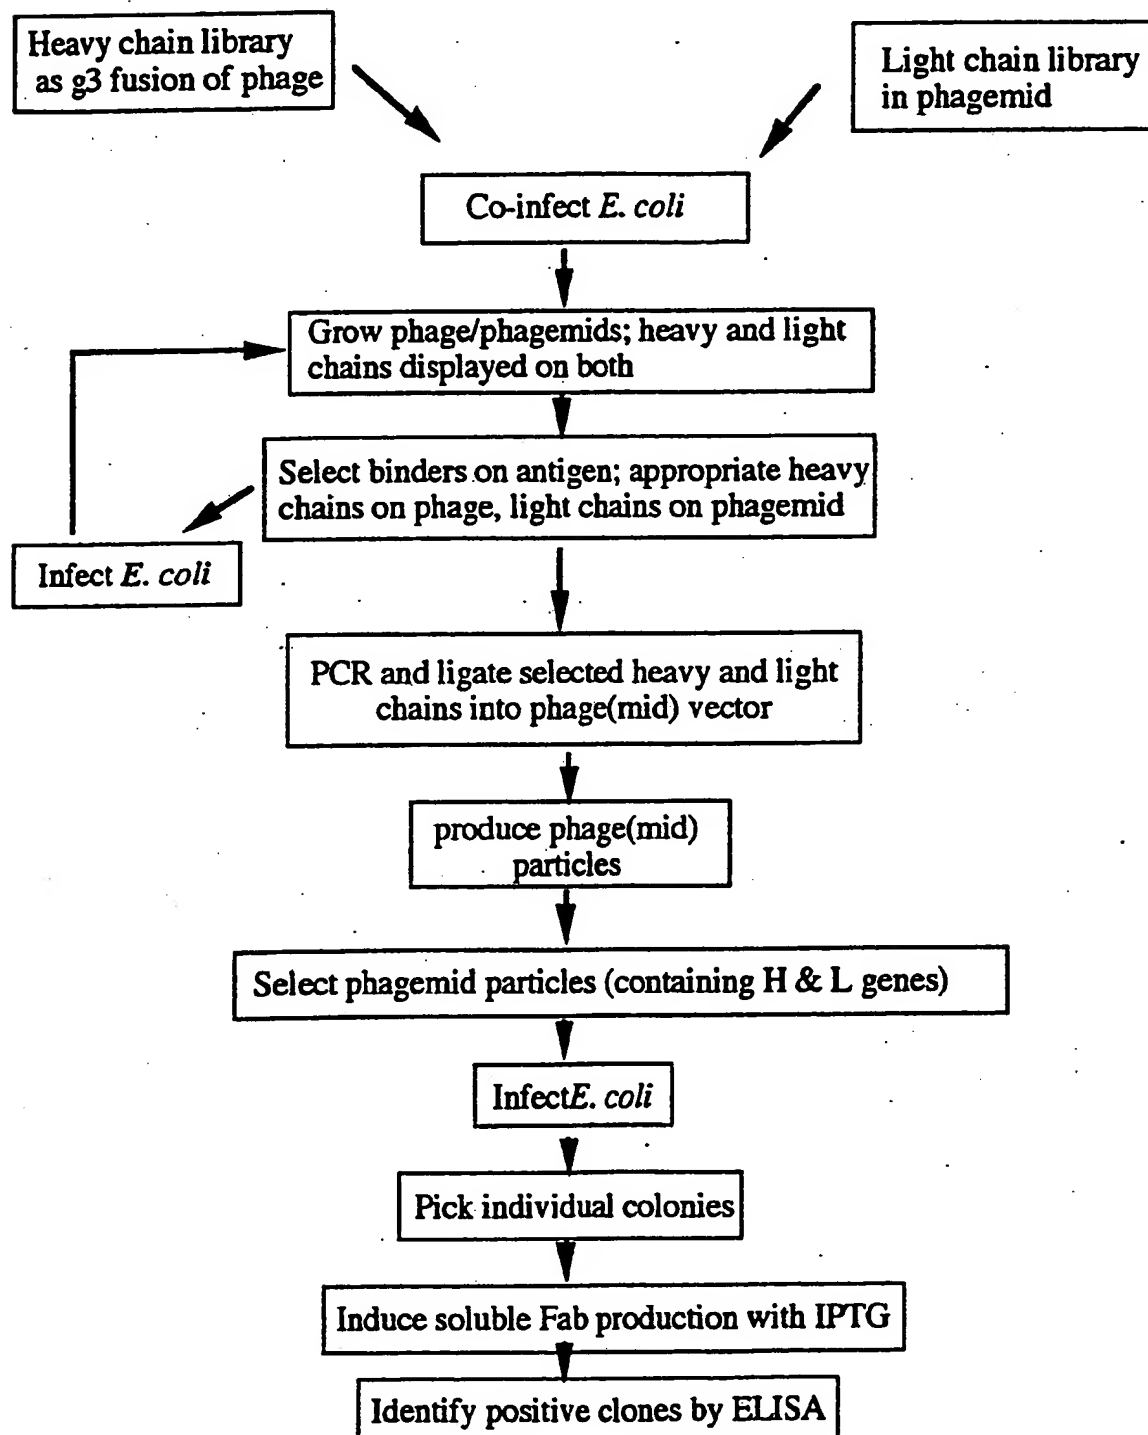 Heavy chain library
as g3 fusion of phage
Light chain library
in phagemid
Co-infect E. coli
Grow phage/phagemids; heavy and light
chains displayed on both
Select binders on antigen; appropriate heavy
chains on phage, light chains on phagemid
Infect E. coli
PCR and ligate selected heavy and light
chains into phage(mid) vector
produce phage(mid)
particles
Select phagemid particles (containing H & L genes)
InfectE. coli
Pick individual colonies
Induce soluble Fab production with IPTG
Identify positive clones by ELISA